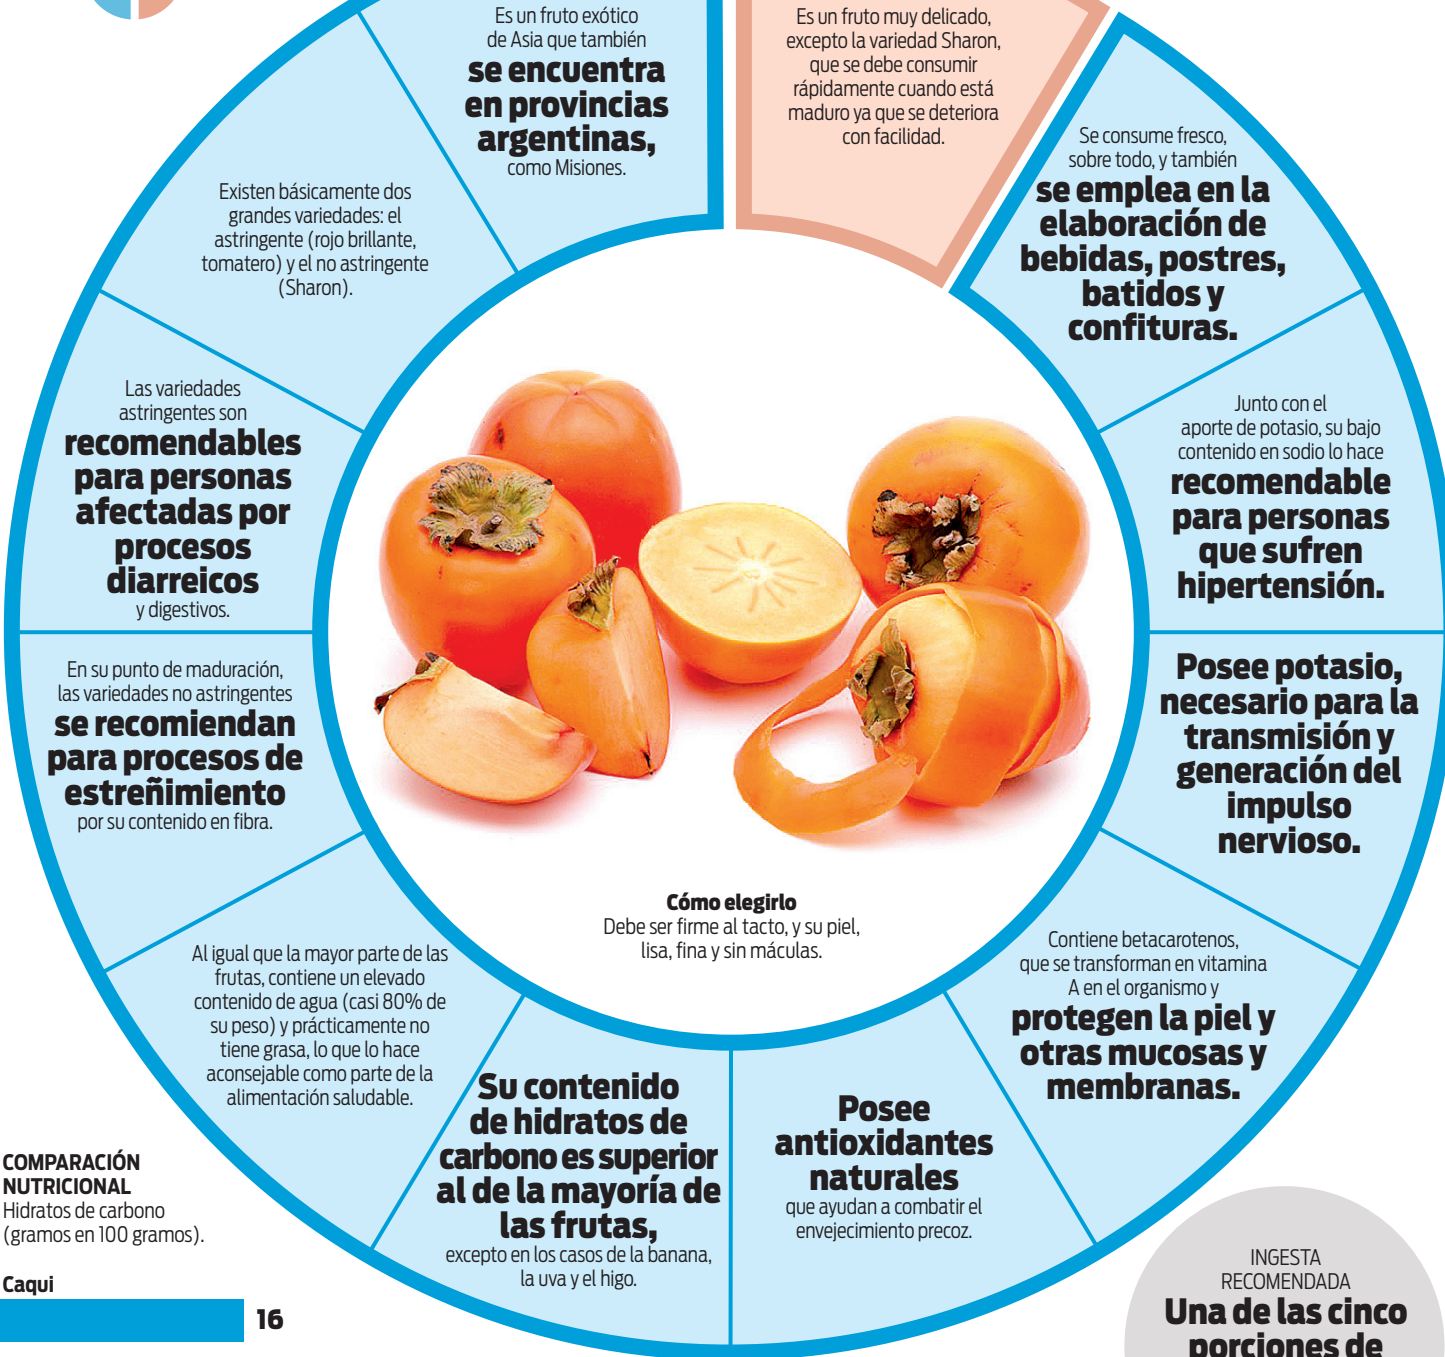 Es un fruto exótico
de Asia que también
se encuentra
en provincias
argentinas,
como Misiones.
Es un fruto muy delicado,
excepto la variedad Sharon,
que se debe consumir
rápidamente cuando está
maduro ya que se deteriora
con facilidad.
Se consume fresco,
sobre todo, y también
se emplea en la
elaboración de
bebidas, postres,
batidos y
confituras.
Junto con el
aporte de potasio, su bajo
contenido en sodio lo hace
recomendable
para personas
que sufren
hipertensión.
Posee potasio,
necesario para la
transmisión y
generación del
impulso
nervioso.
Contiene betacarotenos,
que se transforman en vitamina
A en el organismo y
protegen la piel y
otras mucosas y
membranas.
Posee
antioxidantes
naturales
que ayudan a combatir el
envejecimiento precoz.
Su contenido
de hidratos de
carbono es superior
al de la mayoría de
las frutas,
excepto en los casos de la banana,
la uva y el higo.
Al igual que la mayor parte de las
frutas, contiene un elevado
contenido de agua (casi 80% de
su peso) y prácticamente no
tiene grasa, lo que lo hace
aconsejable como parte de la
alimentación saludable.
En su punto de maduración,
las variedades no astringentes
se recomiendan
para procesos de
estreñimiento
por su contenido en fibra.
Las variedades
astringentes son
recomendables
para personas
afectadas por
procesos
diarreicos
y digestivos.
Existen básicamente dos
grandes variedades: el
astringente (rojo brillante,
tomatero) y el no astringente
(Sharon).
Cómo elegirlo
Debe ser firme al tacto, y su piel,
lisa, fina y sin máculas.
COMPARACIÓN
NUTRICIONAL
Hidratos de carbono
(gramos en 100 gramos).
Caqui
16
INGESTA
RECOMENDADA
Una de las cinco
porciones de